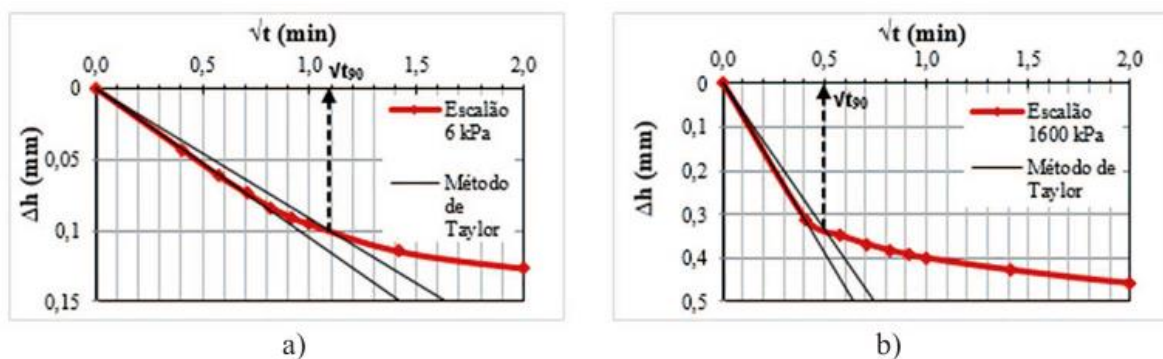 √t (min)
0,0 0,5 1,0 1,5 2,0
√t90
0
0,05
0,1
0,15
Δh (mm)
Escalão
6 kPa
Método
de
Taylor
a)
√t (min)
0,0 0,5 1,0 1,5 2,0
√t90
0
0,1
0,2
0,3
0,4
0,5
Δh (mm)
Escalão
1600 kPa
Método de
Taylor
b)